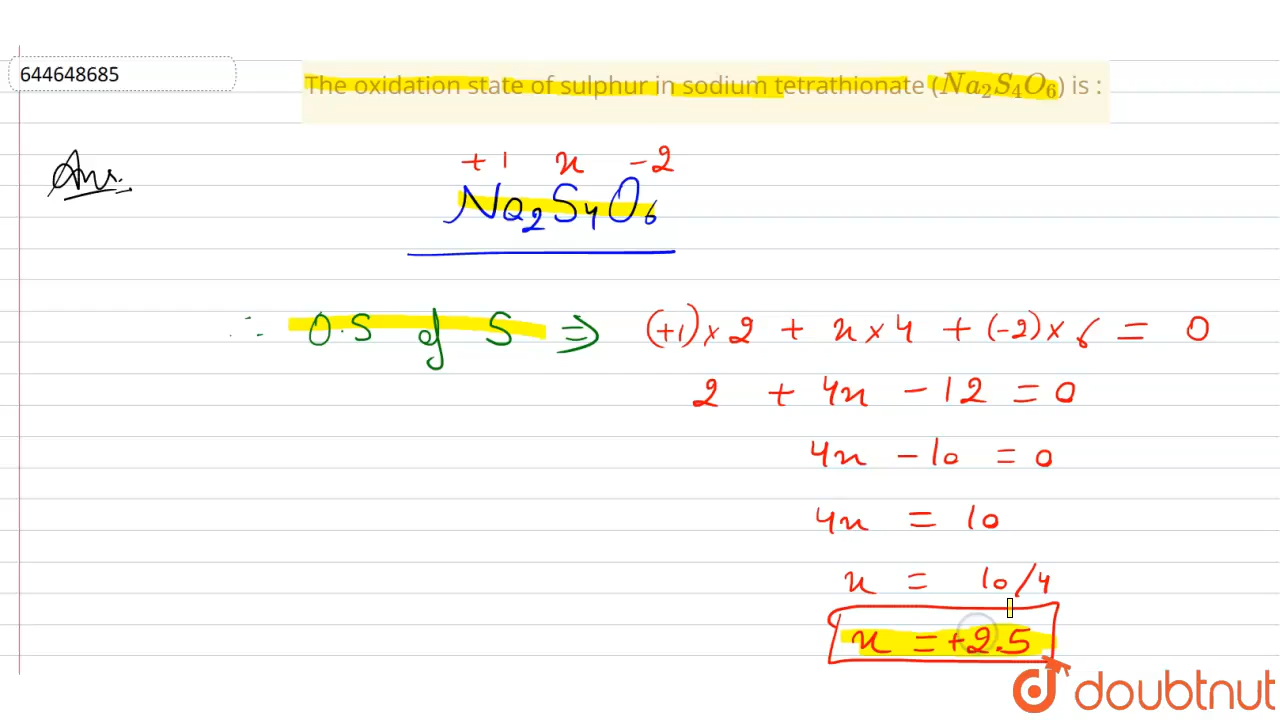 644648685
The oxidation state of sulphur in sodium tetrathionate (Na₂S₄O₆) is :
Ans.
+1 x -2
Na₂S₄O₆
∴ O.S of S ⇒ (+1)×2 + x×4 + (-2)×6 = 0
2 + 4x - 12 = 0
4x - 10 = 0
4x = 10
x = 10/4
x = +2.5
doubtnut